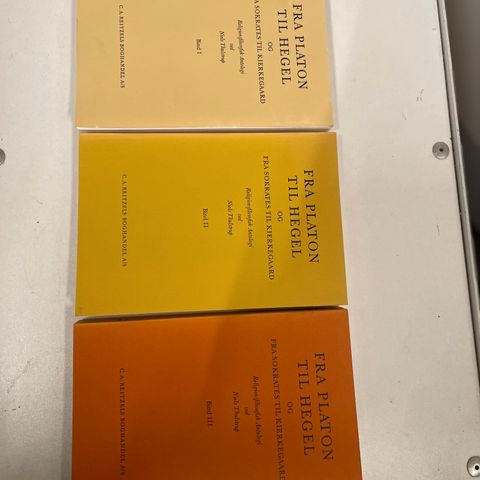 FRA PLATON
TIL HEGEL
OG
FRA SOKRATES TIL KIERKEGAARD
Religionsfilosofisk Antologi
ved
Niels Thulstrup
Bind I
C. A. REITZELS BOGHANDEL A/S
FRA PLATON
TIL HEGEL
OG
FRA SOKRATES TIL KIERKEGAARD
Religionsfilosofisk Antologi
ved
Niels Thulstrup
Bind II
C. A. REITZELS BOGHANDEL A/S
FRA PLATON
TIL HEGEL
OG
FRA SOKRATES TIL KIERKEGAARD
Religionsfilosofisk Antologi
ved
Niels Thulstrup
Bind III
C. A. REITZELS BOGHANDEL A/S